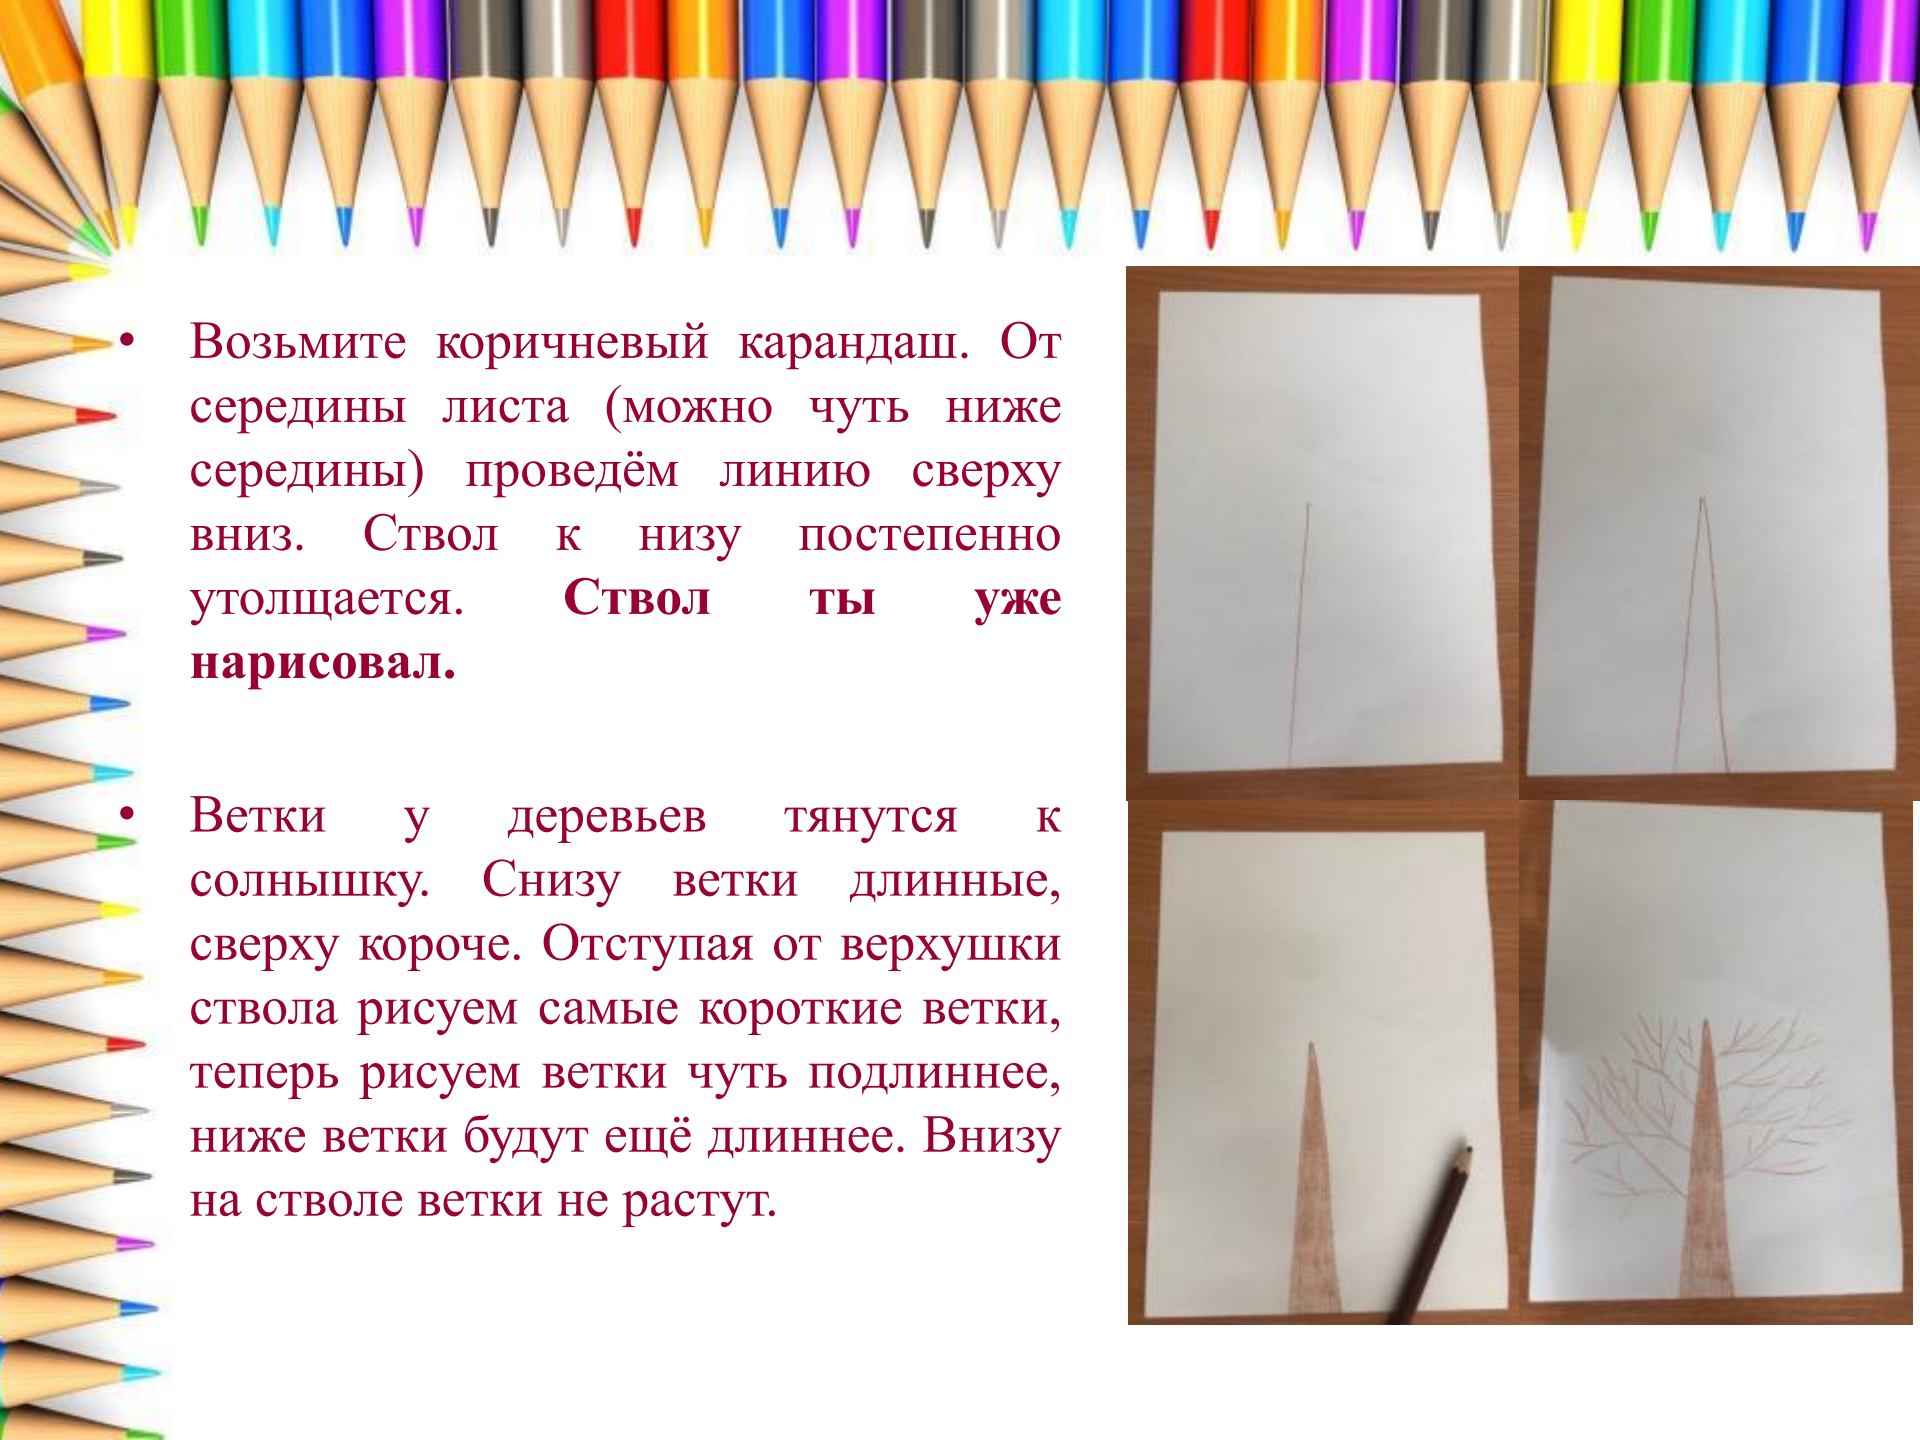 • Возьмите коричневый карандаш. От
середины листа (можно чуть ниже
середины) проведём линию сверху
вниз. Ствол к низу постепенно
утолщается. Ствол ты уже
нарисовал.
• Ветки у деревьев тянутся к
солнышку. Снизу ветки длинные,
сверху короче. Отступая от верхушки
ствола рисуем самые короткие ветки,
теперь рисуем ветки чуть подлиннее,
ниже ветки будут ещё длиннее. Внизу
на стволе ветки не растут.